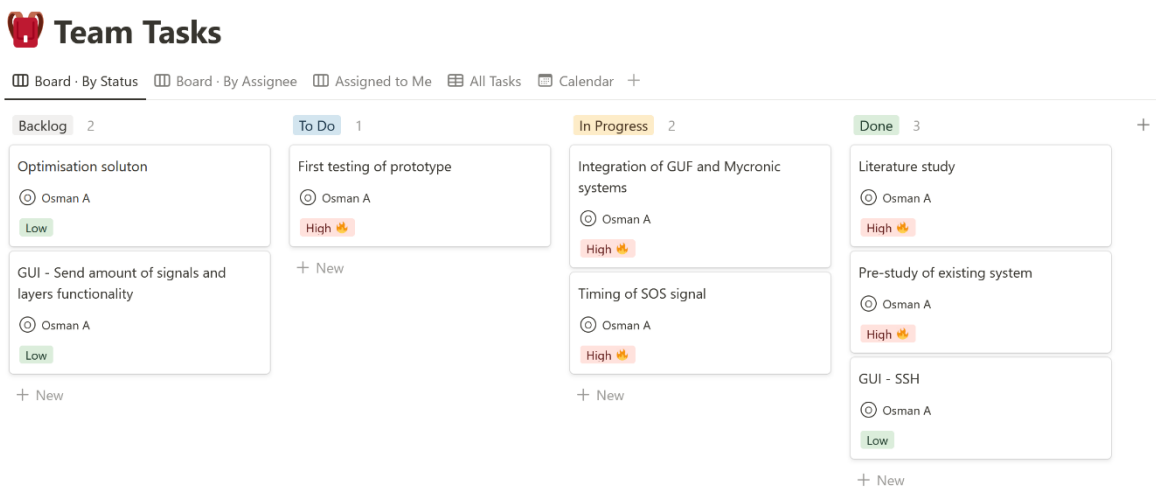 Team Tasks
Board · By Status
Board · By Assignee
Assigned to Me
All Tasks
Calendar
Backlog 2
Optimisation soluton
Osman A
Low
GUI - Send amount of signals and
layers functionality
Osman A
Low
+ New
To Do 1
First testing of prototype
Osman A
High 🔥
+ New
In Progress 2
Integration of GUF and Mycronic
systems
Osman A
High 🔥
Timing of SOS signal
Osman A
High 🔥
+ New
Done 3
Literature study
Osman A
High 🔥
Pre-study of existing system
Osman A
High 🔥
GUI - SSH
Osman A
Low
+ New